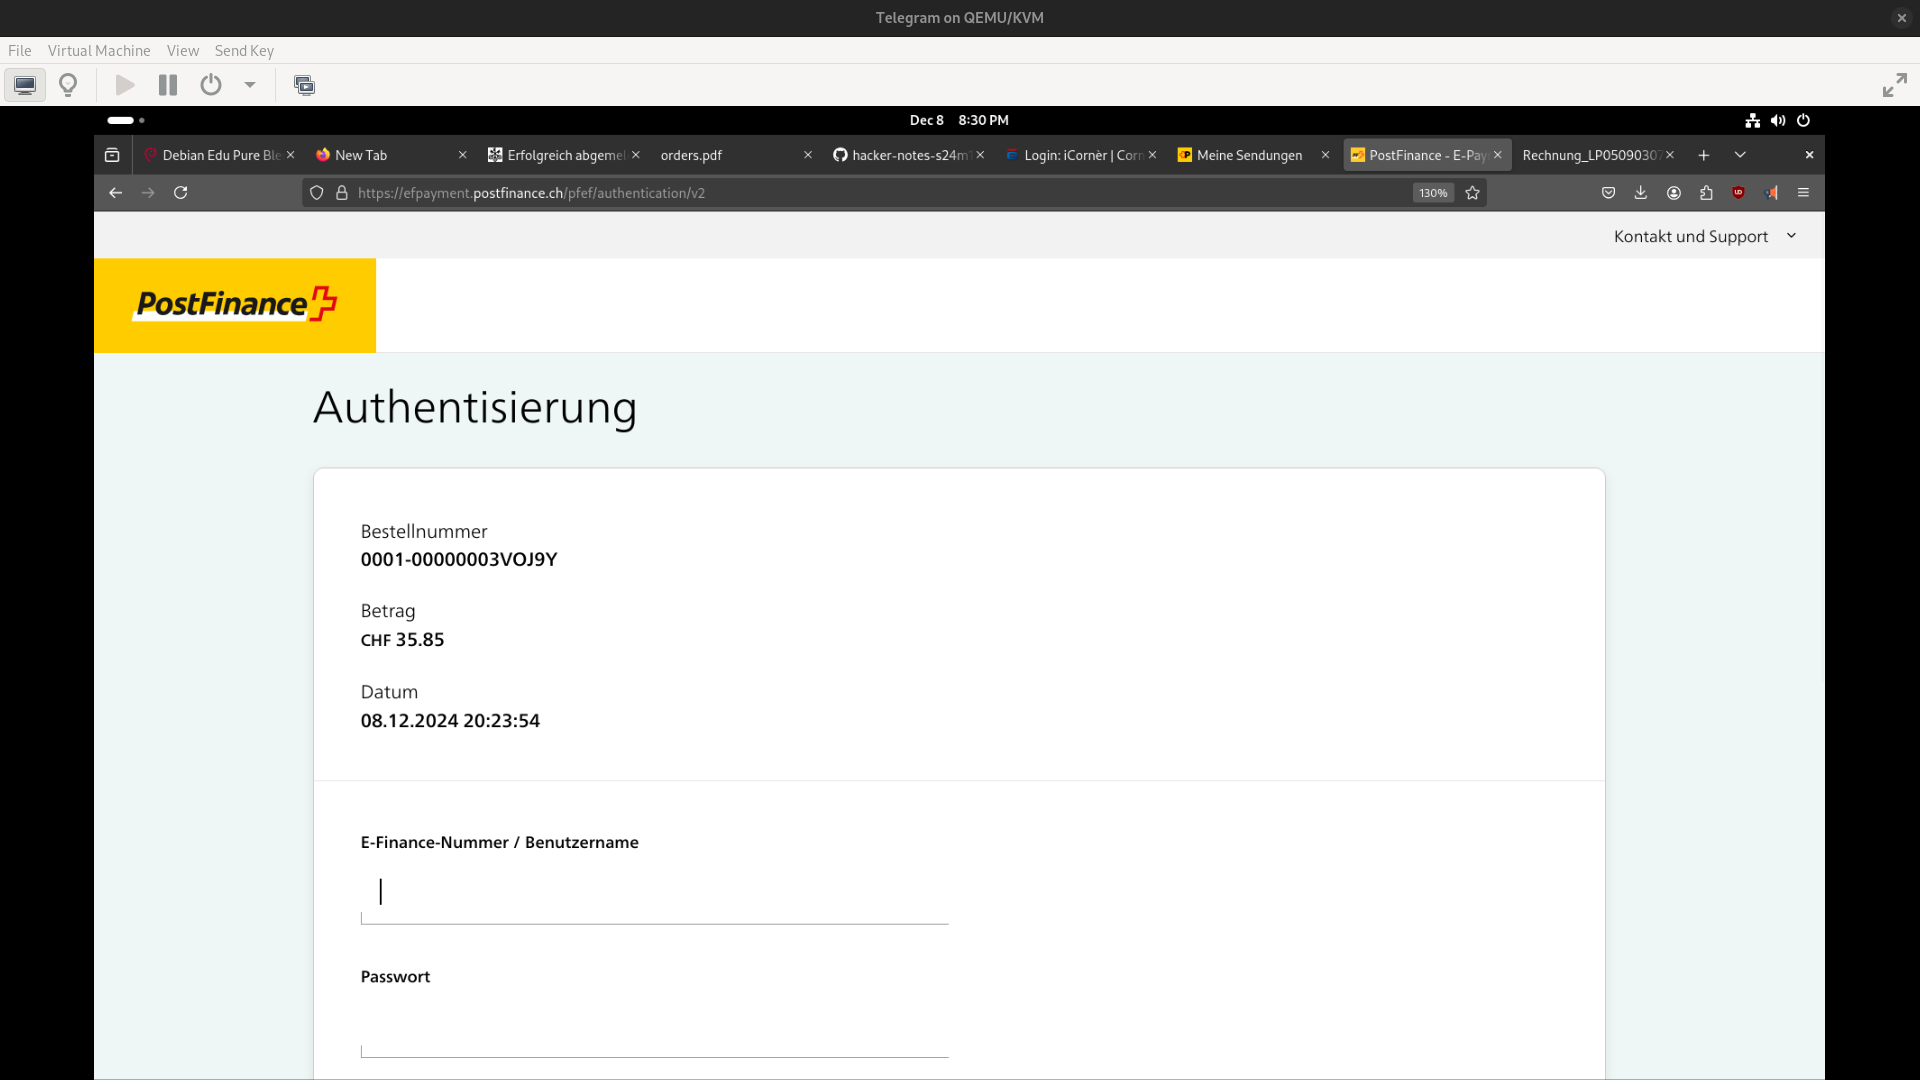 Telegram on QEMU/KVM
File Virtual Machine View Send Key
Dec 8 8:30 PM
Debian Edu Pure Ble New Tab Erfolgreich abgemel orders.pdf hacker-notes-s24m1 Login: iCornèr | Corn Meine Sendungen PostFinance - E-Pay Rechnung_LP05090307
https://efpayment.postfinance.ch/pfef/authentication/v2 130%
Kontakt und Support
PostFinance
Authentisierung
Bestellnummer
0001-00000003VOJ9Y
Betrag
CHF 35.85
Datum
08.12.2024 20:23:54
E-Finance-Nummer / Benutzername
Passwort